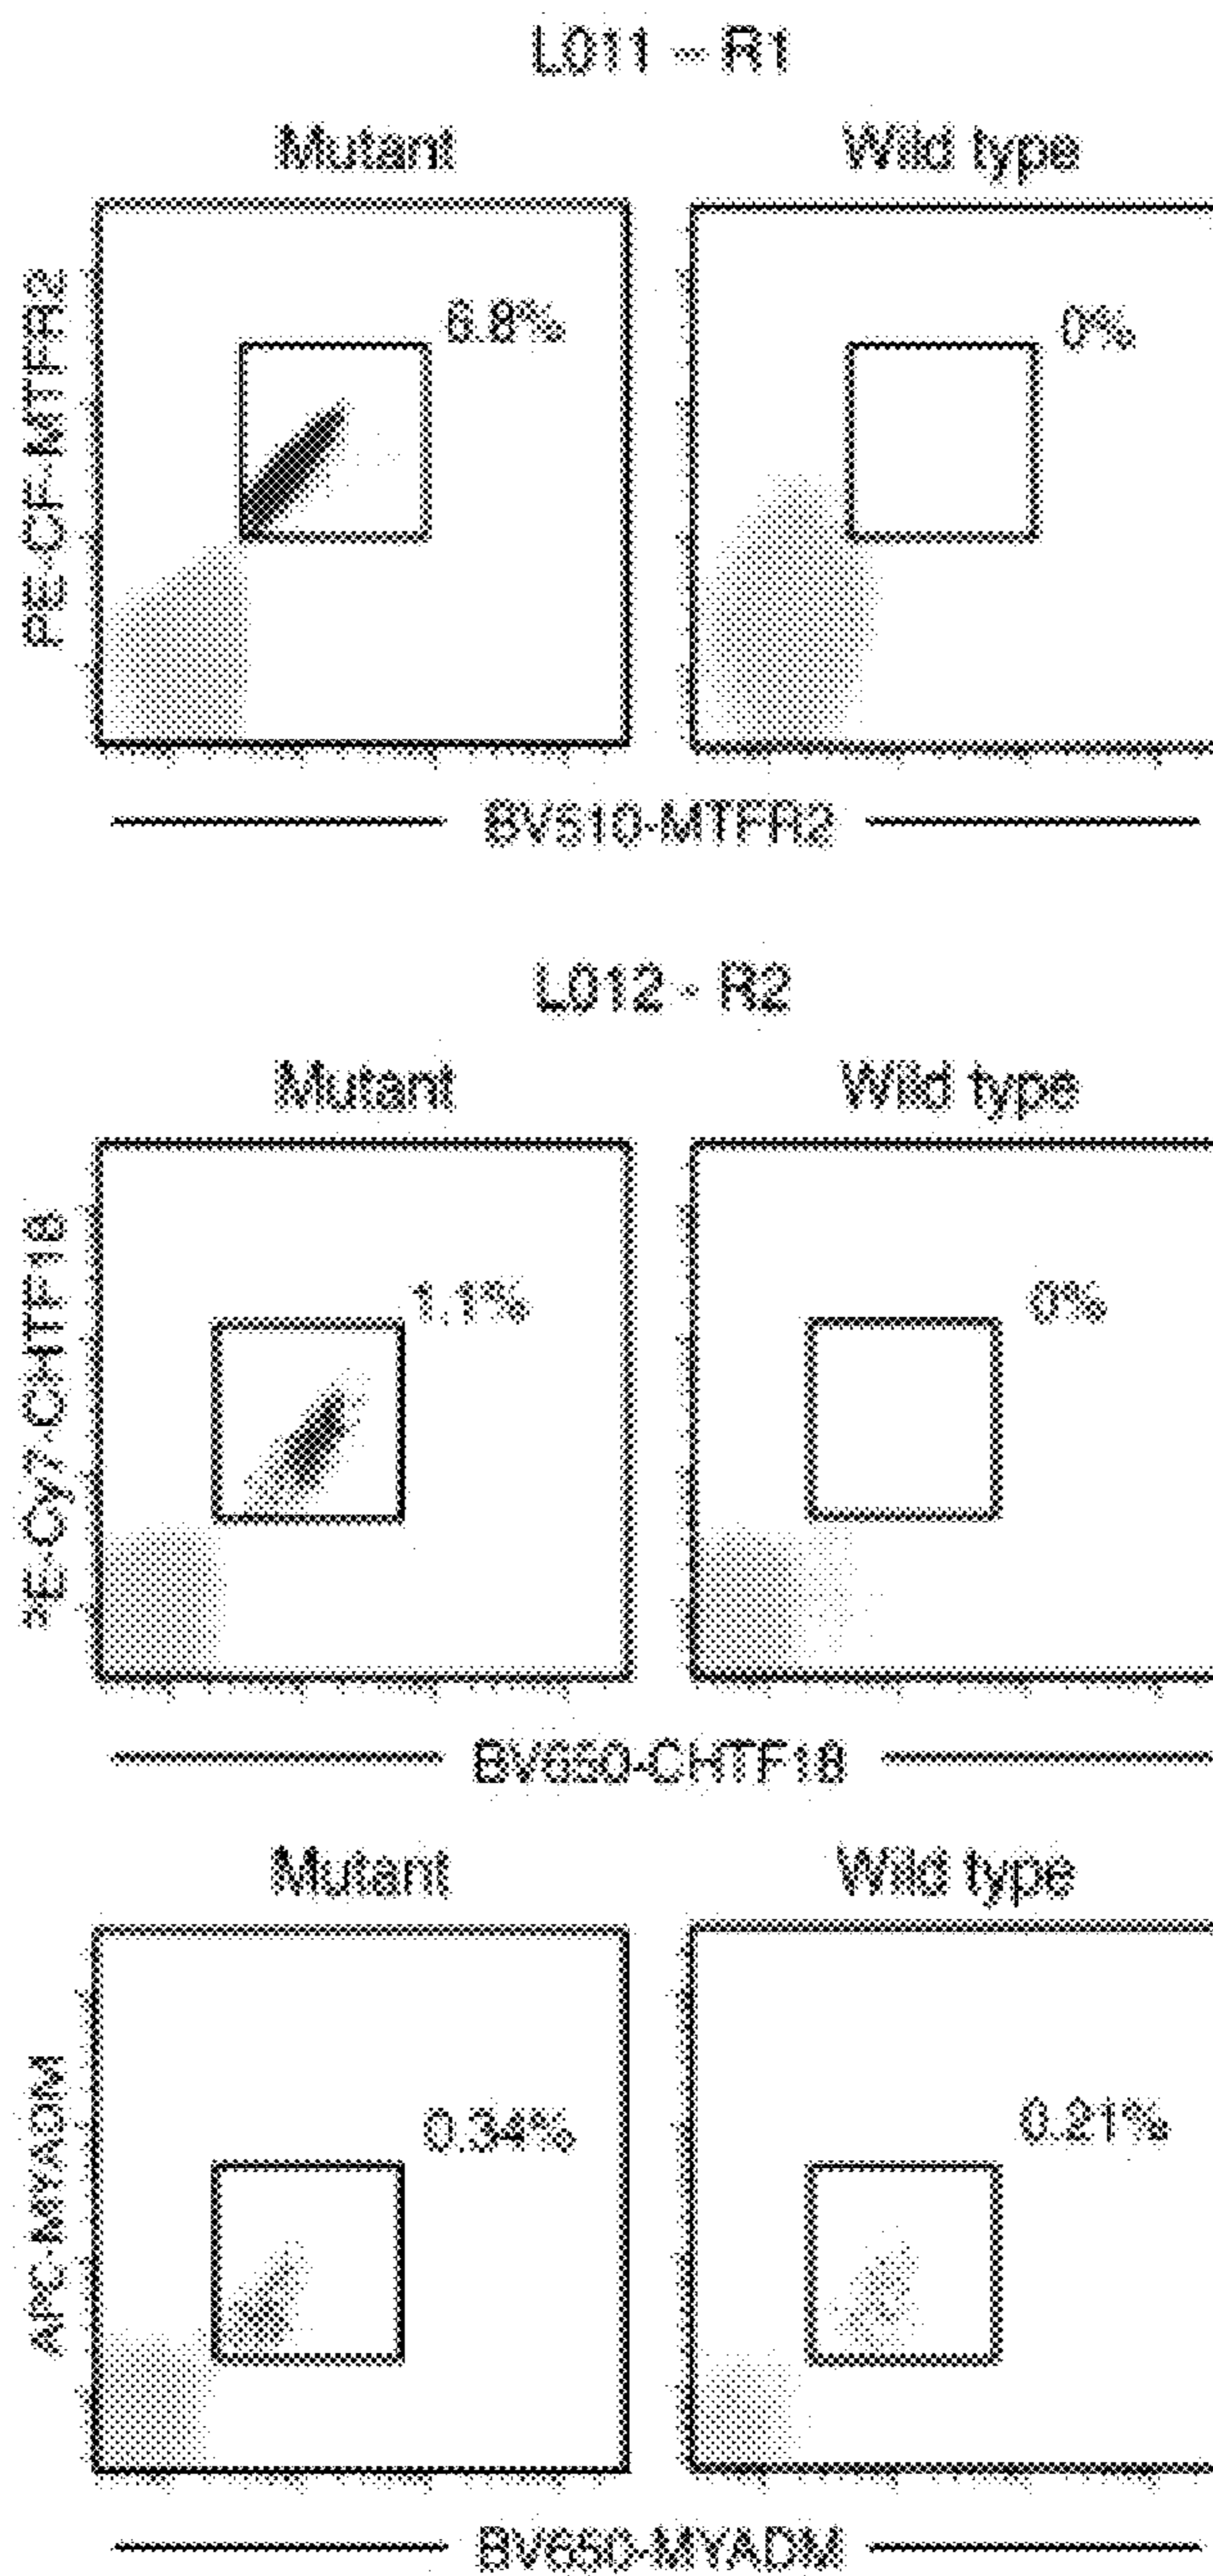 L011 - R1
Mutant
Wild type
6.8%
0%
PE-CF-MTFR2
BV510-MTFR2
L012 - R2
Mutant
Wild type
1.1%
0%
PE-Cy7-CHTF18
BV650-CHTF18
Mutant
Wild type
0.34%
0.21%
APC-MYADM
BV650-MYADM